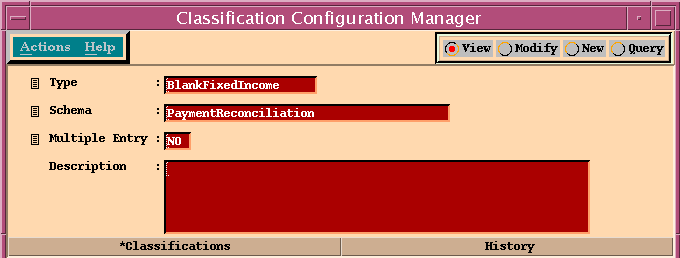 Classification Configuration Manager
Actions Help View Modify New Query
Type : BlankFixedIncome
Schema : PaymentReconciliation
Multiple Entry : NO
Description :
*Classifications History